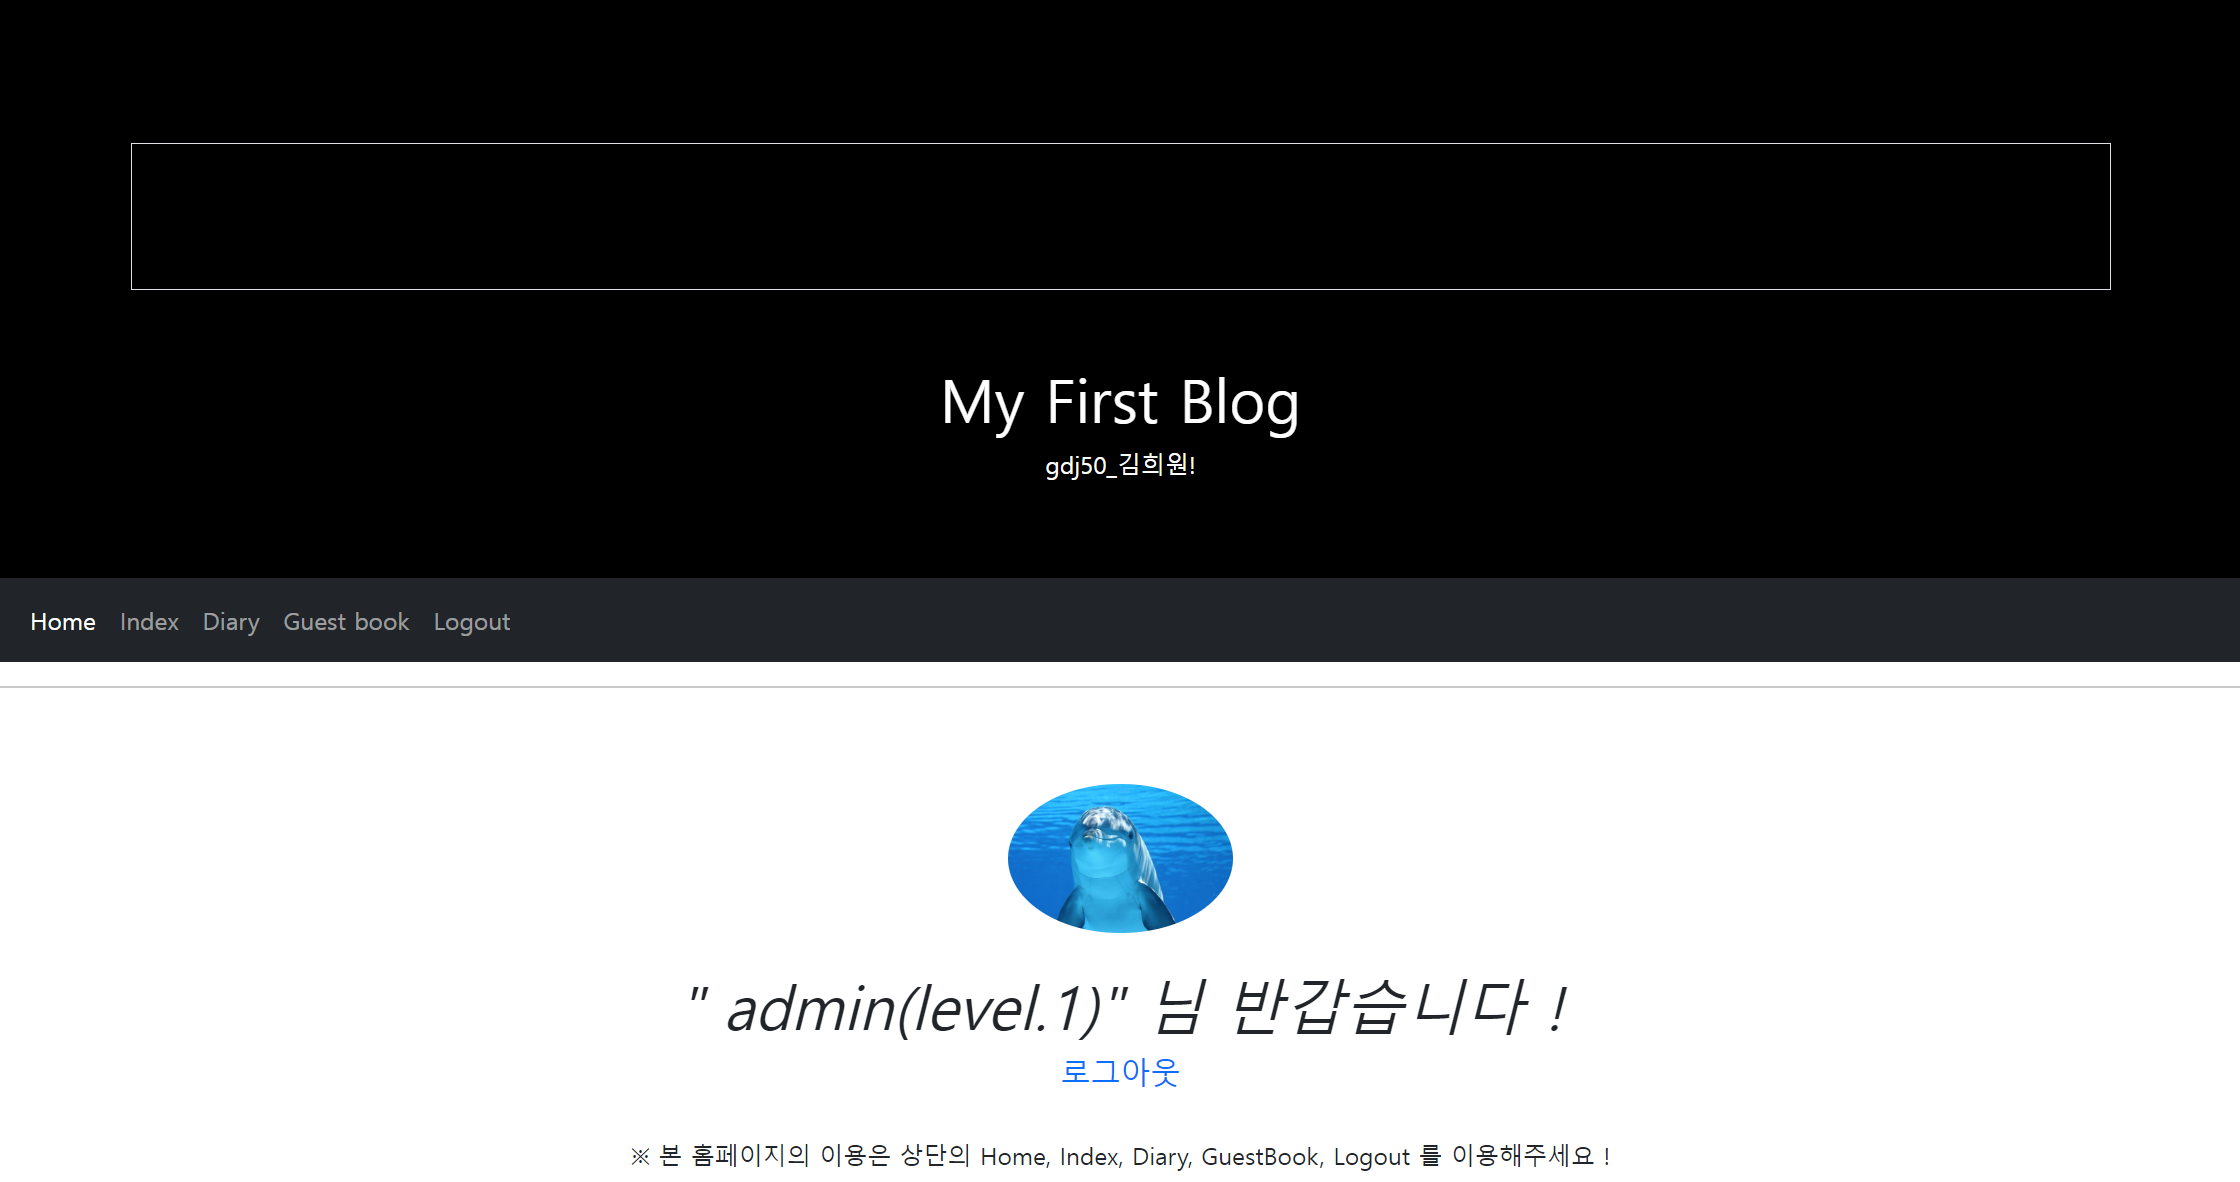 My First Blog
gdj50_김희원!
Home Index Diary Guest book Logout
" admin(level.1)" 님 반갑습니다 !
로그아웃
※ 본 홈페이지의 이용은 상단의 Home, Index, Diary, GuestBook, Logout 를 이용해주세요 !